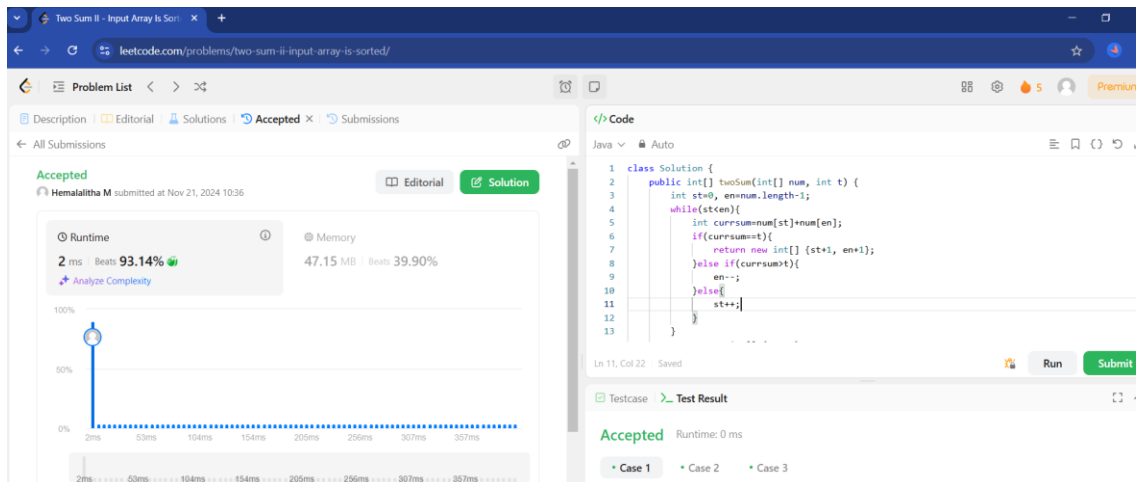 Two Sum II - Input Array Is Sort
leetcode.com/problems/two-sum-ii-input-array-is-sorted/
Problem List
5
Premium
Description
Editorial
Solutions
Accepted
Submissions
All Submissions
Accepted
Hemalalitha M submitted at Nov 21, 2024 10:36
Editorial
Solution
Runtime
2 ms Beats 93.14%
Analyze Complexity
Memory
47.15 MB Beats 39.90%
100%
50%
0%
2ms 53ms 104ms 154ms 205ms 256ms 307ms 357ms
2ms 53ms 104ms 154ms 205ms 256ms 307ms 357ms
</>Code
Java Auto
1 class Solution {
2 public int[] twoSum(int[] num, int t) {
3 int st=0, en=num.length-1;
4 while(st<en){
5 int currsum=num[st]+num[en];
6 if(currsum==t){
7 return new int[] {st+1, en+1};
8 }else if(currsum>t){
9 en--;
10 }else{
11 st++;
12 }
13 }
Ln 11, Col 22 Saved
Run
Submit
Testcase
Test Result
Accepted Runtime: 0 ms
• Case 1 • Case 2 • Case 3